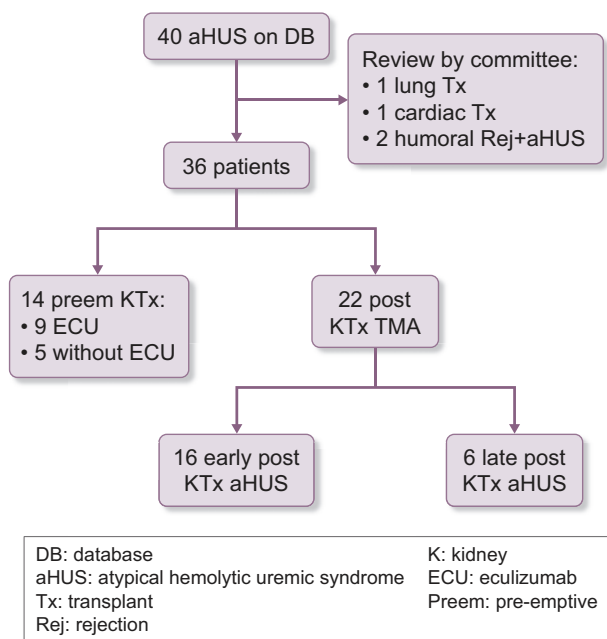 40 aHUS on DB
Review by committee:
• 1 lung Tx
• 1 cardiac Tx
• 2 humoral Rej+aHUS
36 patients
14 preem KTx:
• 9 ECU
• 5 without ECU
22 post
KTx TMA
16 early post
KTx aHUS
6 late post
KTx aHUS
DB: database
aHUS: atypical hemolytic uremic syndrome
Tx: transplant
Rej: rejection
K: kidney
ECU: eculizumab
Preem: pre-emptive